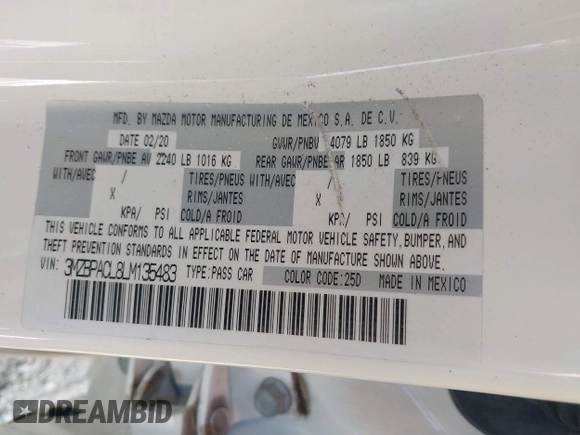 MFD. BY MAZDA MOTOR MANUFACTURING DE MEXICO S.A. DE C.V.
DATE 02/20 GVWR/PNBV 4079 LB 1850 KG
FRONT GAWR/PNBE AV 2240 LB 1016 KG REAR GAWR/PNBE AR 1850 LB 839 KG
WITH/AVEC / TIRES/PNEUS WITH/AVEC / TIRES/PNEUS
X RIMS/JANTES X RIMS/JANTES
KPA/ PSI COLD/A FROID KPA/ PSI COLD/A FROID
THIS VEHICLE CONFORMS TO ALL APPLICABLE FEDERAL MOTOR VEHICLE SAFETY, BUMPER, AND
THEFT PREVENTION STANDARDS IN EFFECT ON THE DATE OF MANUFACTURE SHOWN ABOVE.
VIN: 3MZBPACL8LM135483 TYPE:PASS CAR COLOR CODE:25D MADE IN MEXICO
DREAMBID